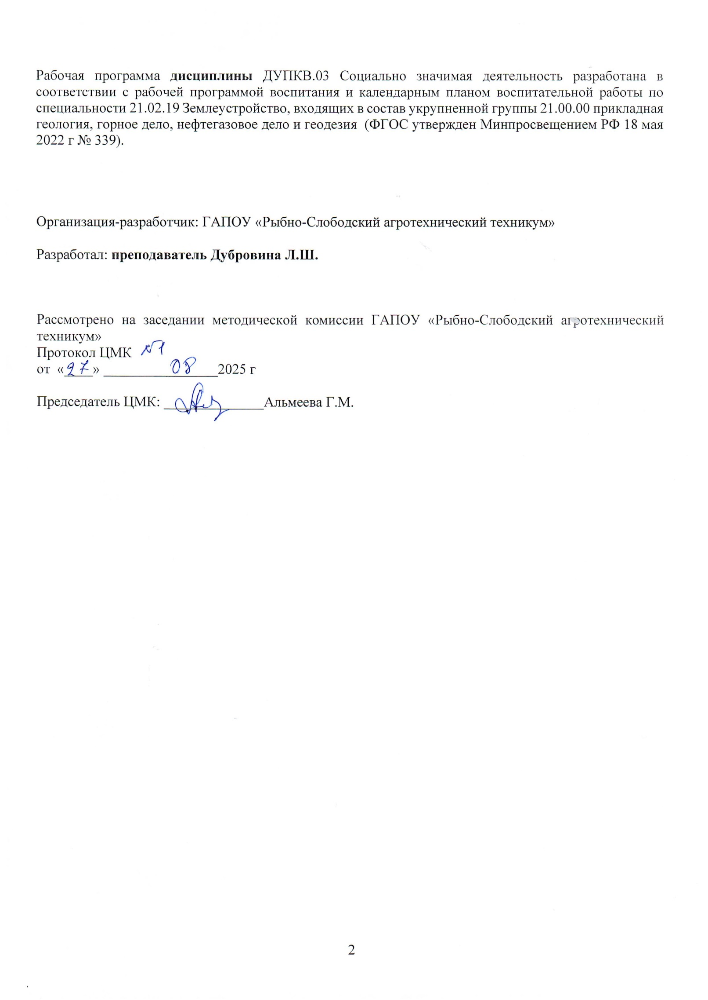 Рабочая программа дисциплины ДУПКВ.03 Социально значимая деятельность разработана в
соответствии с рабочей программой воспитания и календарным планом воспитательной работы по
специальности 21.02.19 Землеустройство, входящих в состав укрупненной группы 21.00.00 прикладная
геология, горное дело, нефтегазовое дело и геодезия (ФГОС утвержден Минпросвещением РФ 18 мая
2022 г № 339).
Организация-разработчик: ГАПОУ «Рыбно-Слободский агротехнический техникум»
Разработал: преподаватель Дубровина Л.Ш.
Рассмотрено на заседании методической комиссии ГАПОУ «Рыбно-Слободский агротехнический
техникум»
Протокол ЦМК №1
от «27» 08 2025 г
Председатель ЦМК: Альмеева Г.М.
2